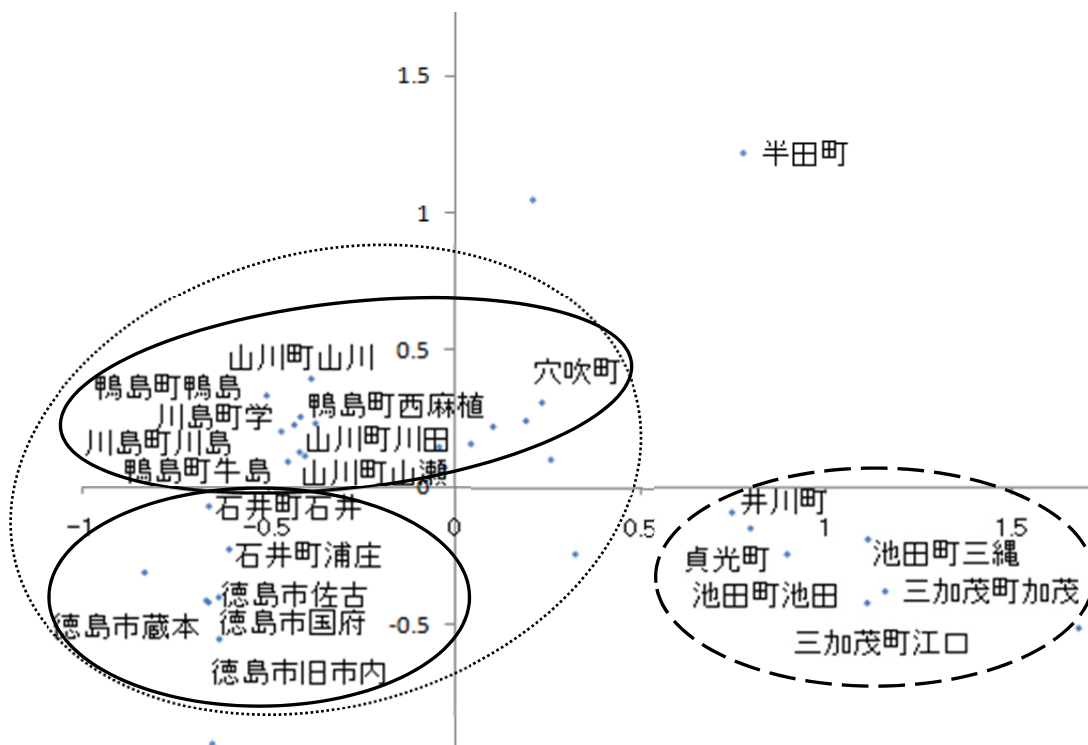 1.5
半田町
1
0.5
山川町山川
穴吹町
鴨島町鴨島
鴨島町西麻植
川島町学
川島町川島
山川町川田
鴨島町牛島
山川町山瀬
0
石井町石井
井川町
-1
-0.5
0
0.5
1
1.5
石井町浦庄
貞光町
池田町三縄
徳島市佐古
池田町池田
三加茂町加茂
徳島市蔵本
徳島市国府
-0.5
三加茂町江口
徳島市旧市内